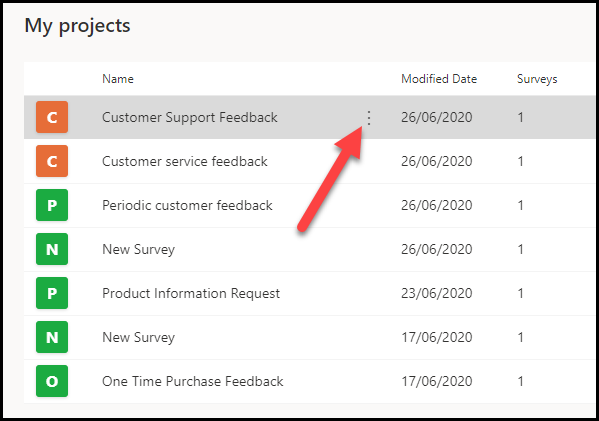 My projects
Name Modified Date Surveys
C Customer Support Feedback 26/06/2020 1
C Customer service feedback 26/06/2020 1
P Periodic customer feedback 26/06/2020 1
N New Survey 26/06/2020 1
P Product Information Request 23/06/2020 1
N New Survey 17/06/2020 1
O One Time Purchase Feedback 17/06/2020 1